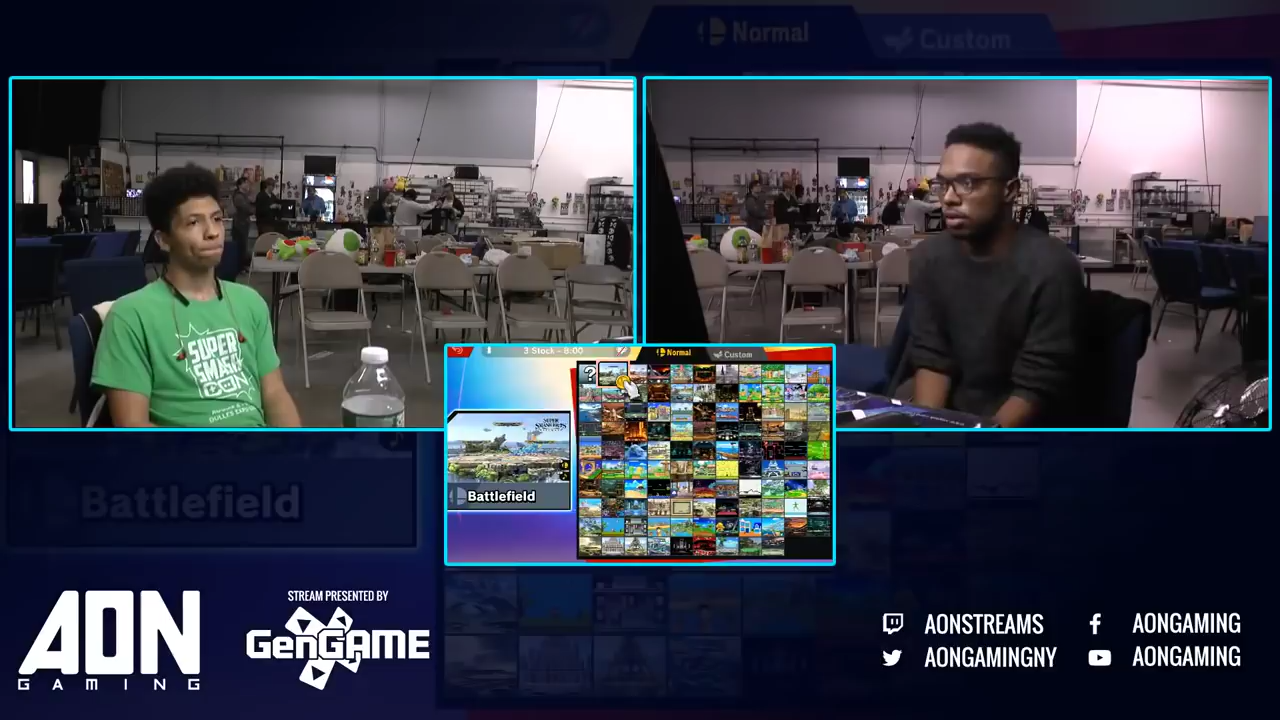 Normal
Custom
SUPER
SMASH
CON
3 Stock - 8:00
Normal
Custom
Battlefield
Battlefield
AON
GAMING
STREAM PRESENTED BY
GENGAME
AONSTREAMS
AONGAMING
AONGAMINGNY
AONGAMING